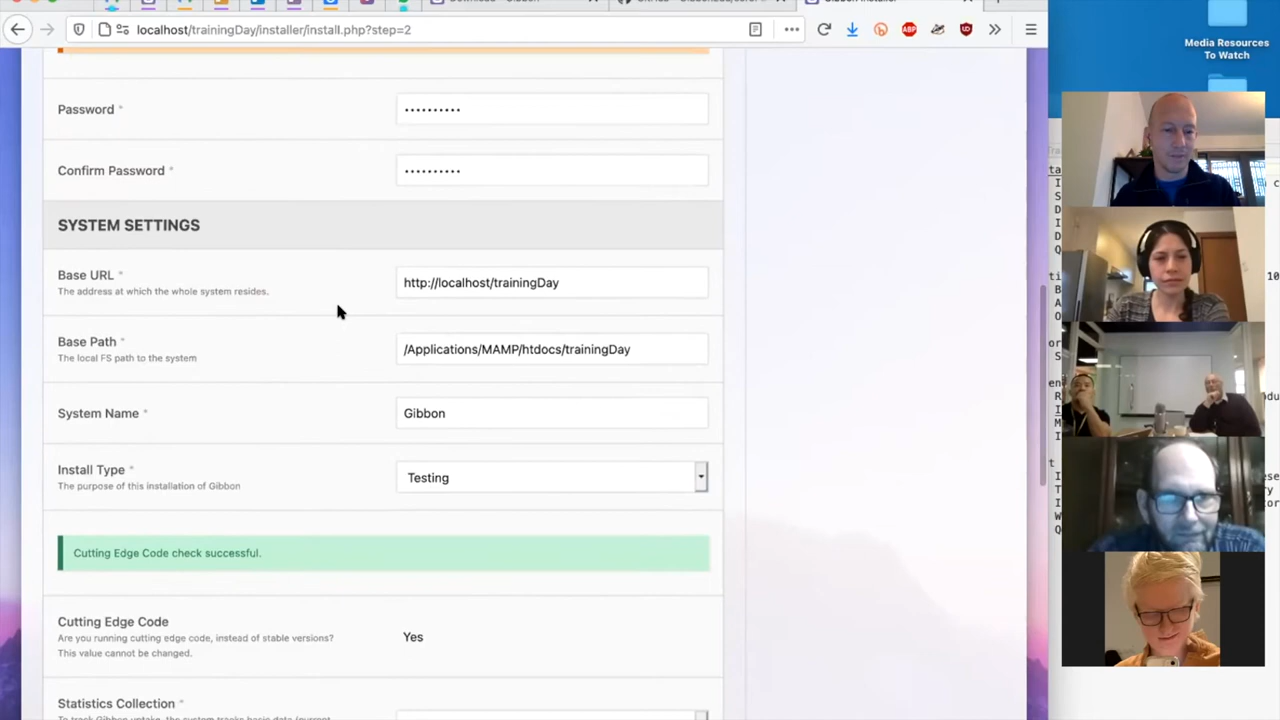 localhost/trainingDay/installer/install.php?step=2
ABP
Media Resources
To Watch
Password *
••••••••••
Confirm Password *
••••••••••
SYSTEM SETTINGS
Base URL *
The address at which the whole system resides.
http://localhost/trainingDay
Base Path *
The local FS path to the system
/Applications/MAMP/htdocs/trainingDay
System Name *
Gibbon
Install Type *
The purpose of this installation of Gibbon
Testing
Cutting Edge Code check successful.
Cutting Edge Code
Are you running cutting edge code, instead of stable versions?
This value cannot be changed.
Yes
Statistics Collection *